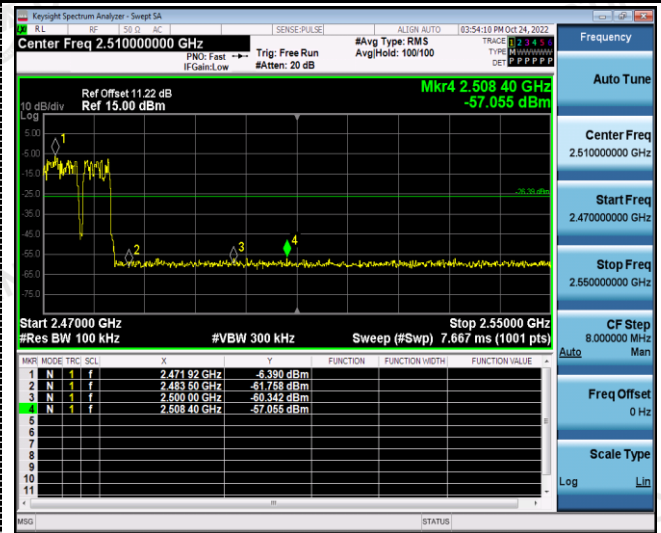 Keysight Spectrum Analyzer - Swept SA
RL RF 50 Ω AC SENSE:PULSE ALIGN AUTO 03:54:10 PM Oct 24, 2022
Center Freq 2.510000000 GHz
PNO: Fast
IFGain:Low
Trig: Free Run
#Atten: 20 dB
#Avg Type: RMS
Avg|Hold: 100/100
TRACE 1 2 3 4 5 6
TYPE M W W W W W
DET P P P P P P
Mkr4 2.508 40 GHz
-57.055 dBm
Ref Offset 11.22 dB
10 dB/div Ref 15.00 dBm
Log
5.00
-5.00
-15.0
-25.0
-35.0
-45.0
-55.0
-65.0
-75.0
1
2
3
4
-26.39 dBm
Start 2.47000 GHz Stop 2.55000 GHz
#Res BW 100 kHz #VBW 300 kHz Sweep (#Swp) 7.667 ms (1001 pts)
MKR MODE TRC SCL X Y FUNCTION FUNCTION WIDTH FUNCTION VALUE
1 N 1 f 2.471 92 GHz -6.390 dBm
2 N 1 f 2.483 50 GHz -61.758 dBm
3 N 1 f 2.500 00 GHz -60.342 dBm
4 N 1 f 2.508 40 GHz -57.055 dBm
5
6
7
8
9
10
11
MSG STATUS
Frequency
Auto Tune
Center Freq
2.510000000 GHz
Start Freq
2.470000000 GHz
Stop Freq
2.550000000 GHz
CF Step
8.000000 MHz
Auto Man
Freq Offset
0 Hz
Scale Type
Log Lin